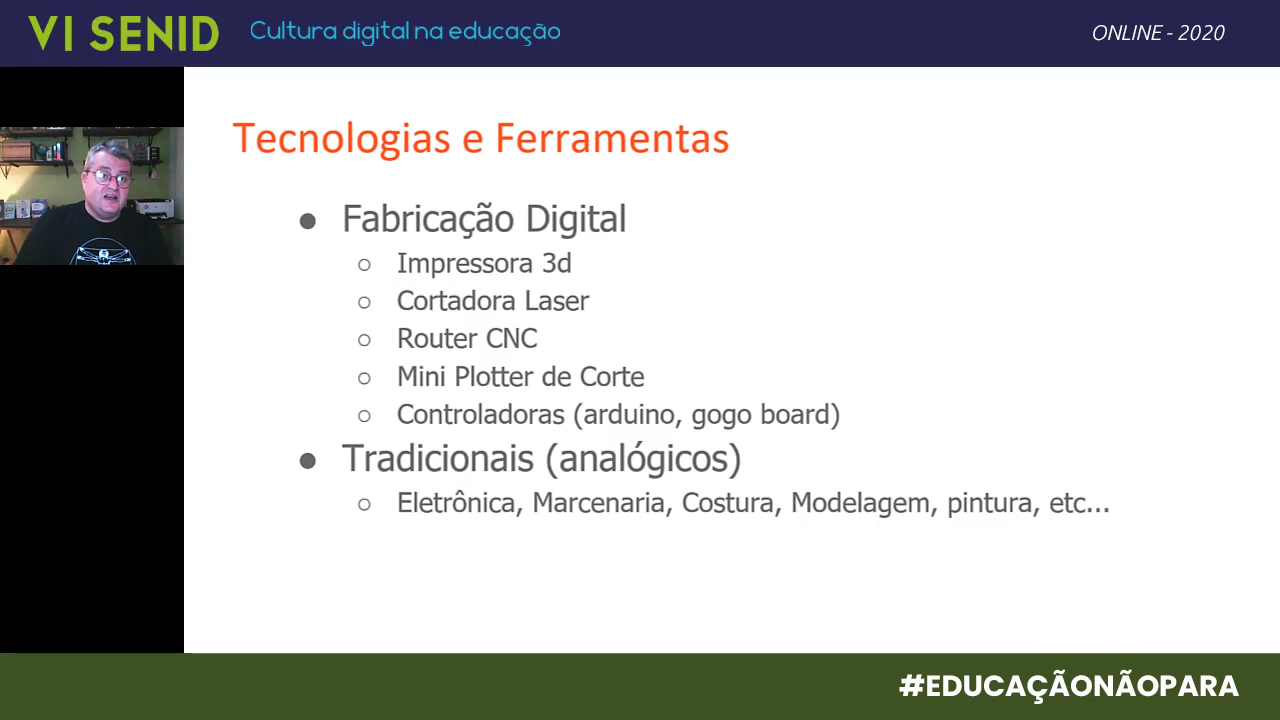 VI SENID
Cultura digital na educação
ONLINE - 2020
Tecnologias e Ferramentas
● Fabricação Digital
○ Impressora 3d
○ Cortadora Laser
○ Router CNC
○ Mini Plotter de Corte
○ Controladoras (arduino, gogo board)
● Tradicionais (analógicos)
○ Eletrônica, Marcenaria, Costura, Modelagem, pintura, etc...
#EDUCAÇÃONÃOPARA